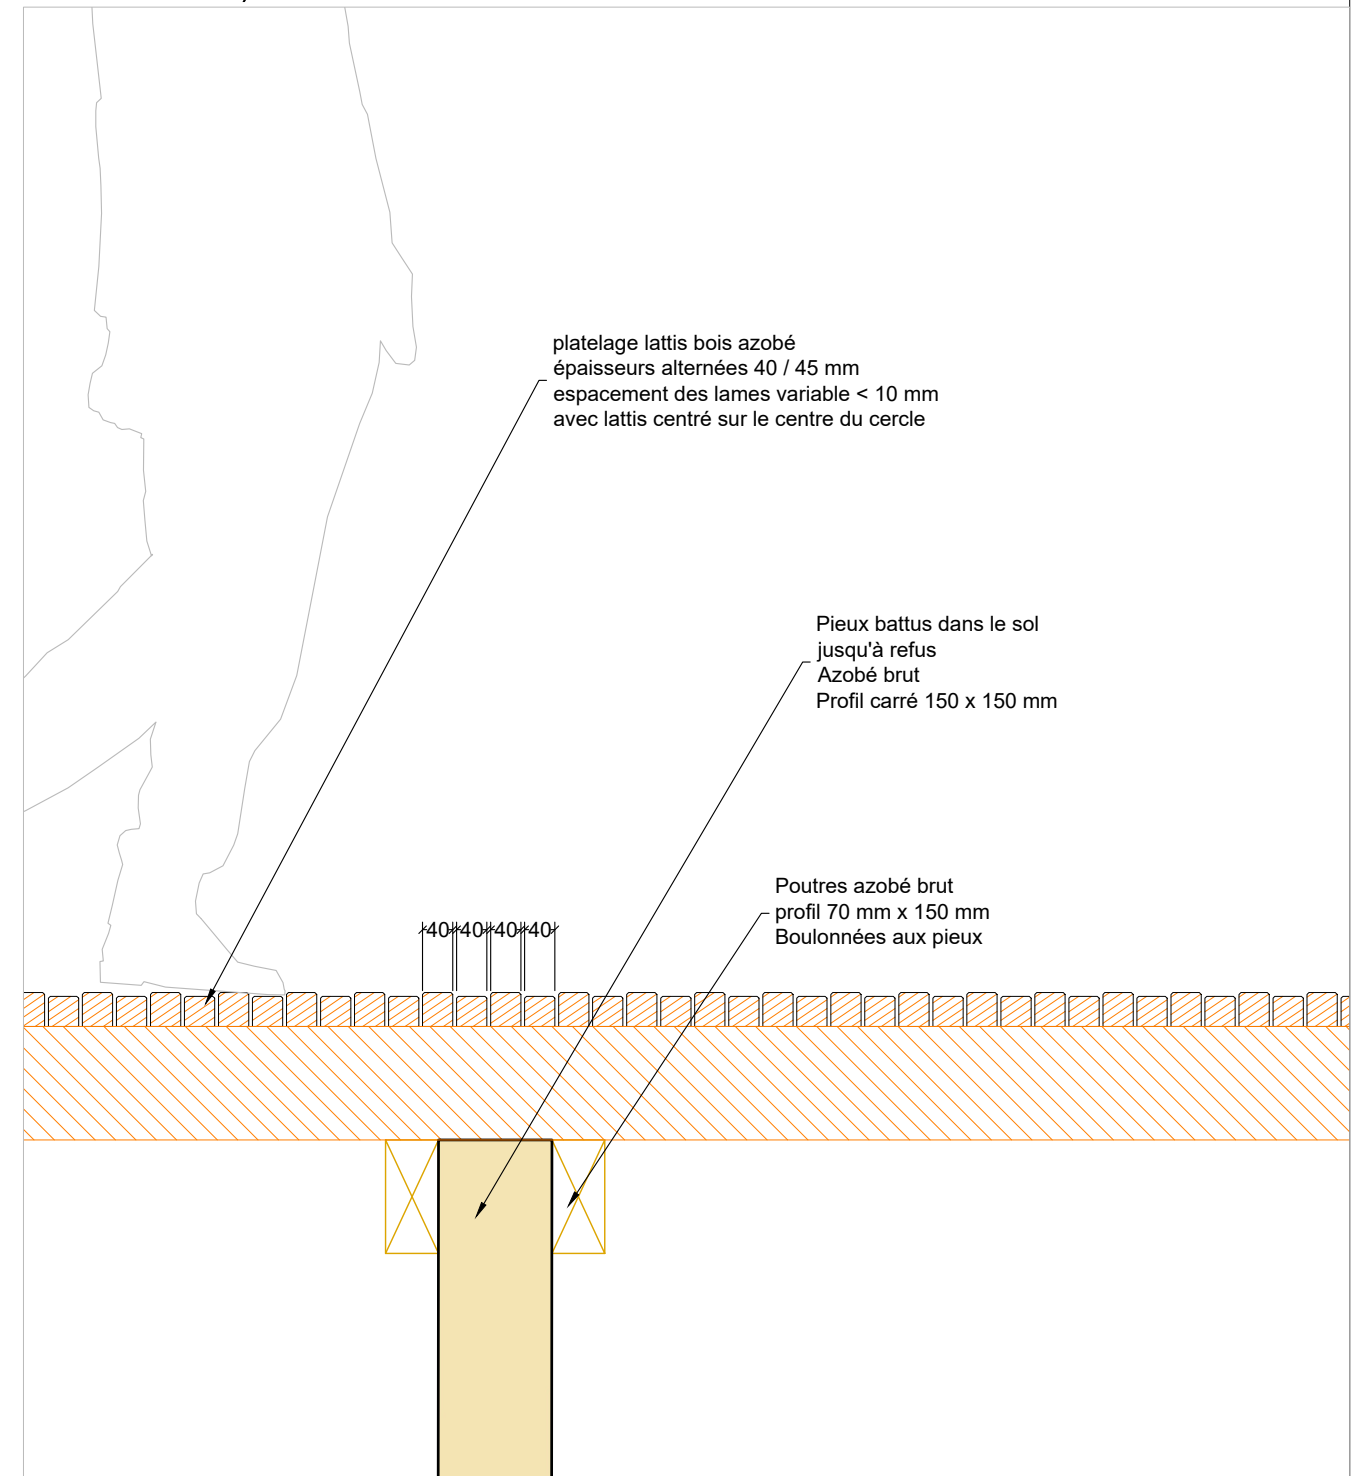 platelage lattis bois azobé
épaisseurs alternées 40 / 45 mm
espacement des lames variable < 10 mm
avec lattis centré sur le centre du cercle
Pieux battus dans le sol
jusqu'à refus
Azobé brut
Profil carré 150 x 150 mm
Poutres azobé brut
profil 70 mm x 150 mm
Boulonnées aux pieux
40 40 40 40